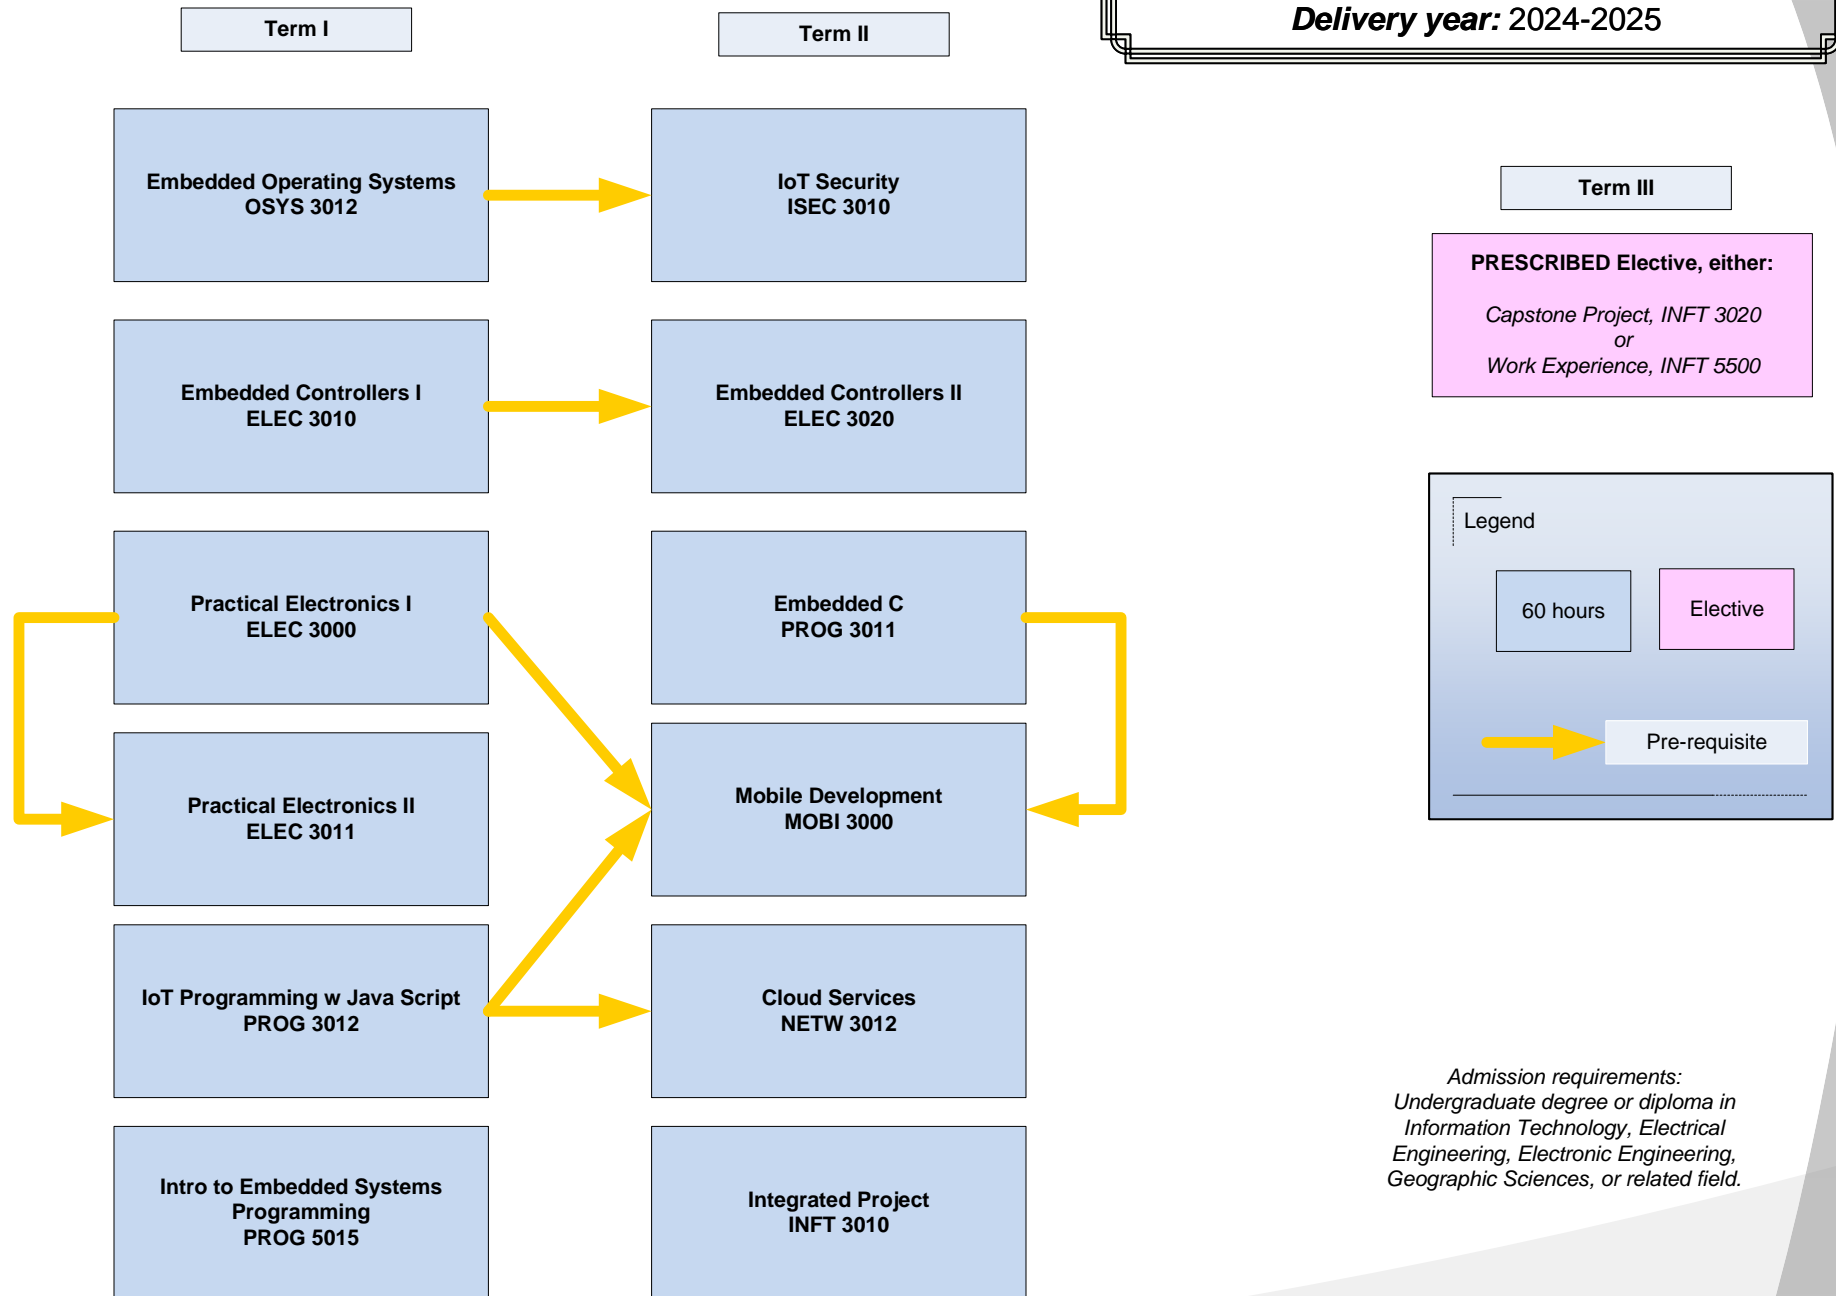 Delivery year: 2024-2025
Term I
Term II
Embedded Operating Systems
OSYS 3012
IoT Security
ISEC 3010
Embedded Controllers I
ELEC 3010
Embedded Controllers II
ELEC 3020
Practical Electronics I
ELEC 3000
Embedded C
PROG 3011
Practical Electronics II
ELEC 3011
Mobile Development
MOBI 3000
IoT Programming w Java Script
PROG 3012
Cloud Services
NETW 3012
Intro to Embedded Systems
Programming
PROG 5015
Integrated Project
INFT 3010
Term III
PRESCRIBED Elective, either:
Capstone Project, INFT 3020
or
Work Experience, INFT 5500
Legend
60 hours
Elective
Pre-requisite
Admission requirements:
Undergraduate degree or diploma in
Information Technology, Electrical
Engineering, Electronic Engineering,
Geographic Sciences, or related field.